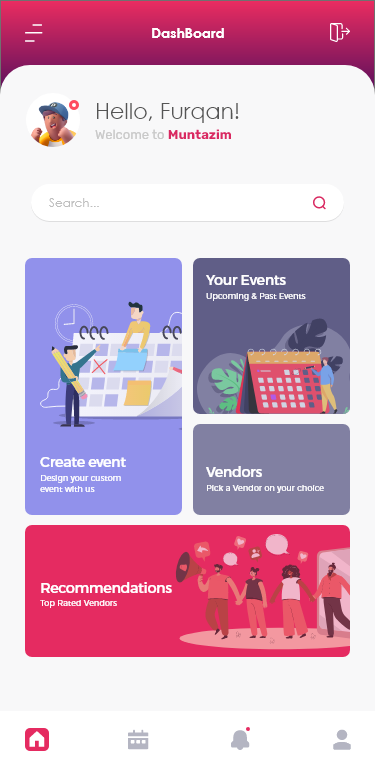 DashBoard
Hello, Furqan!
Welcome to Muntazim
Search...
Your Events
Upcoming & Past Events
Create event
Design your custom
event with us
Vendors
Pick a Vendor on your choice
Recommendations
Top Rated Vendors